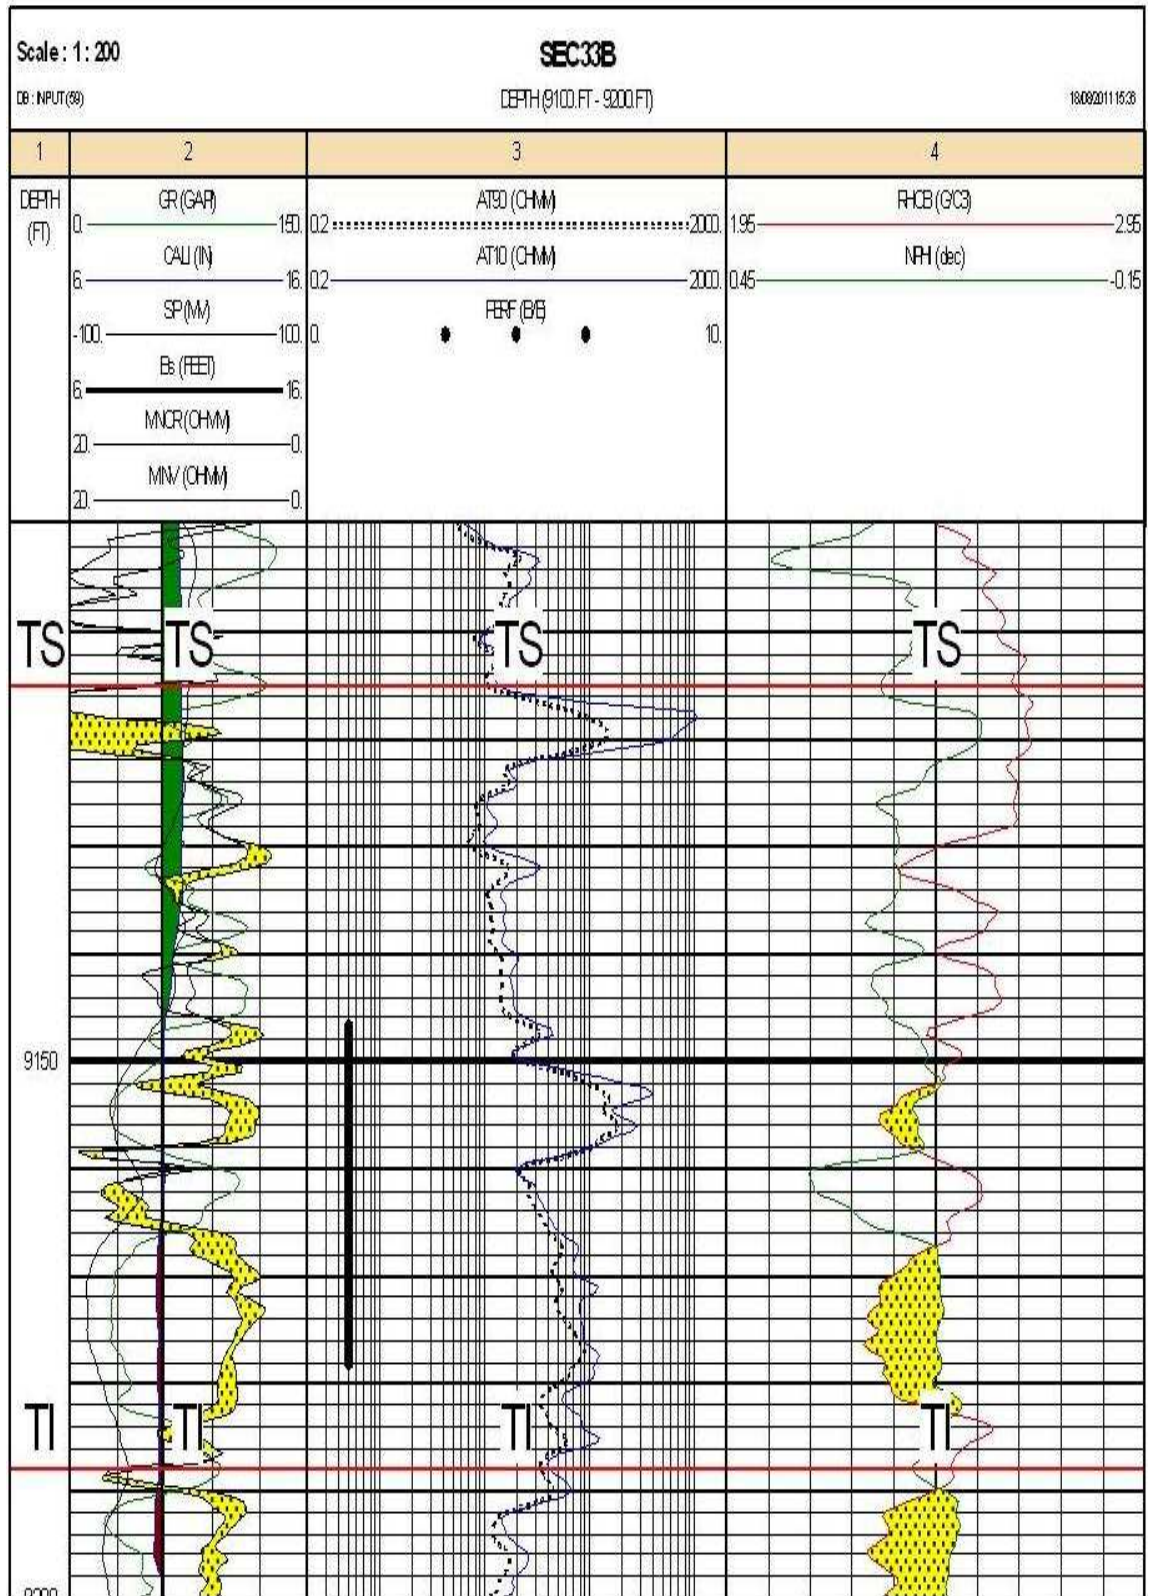 Scale : 1 : 200
SEC33B
DB : INPUT (59)
DEPTH (9100.FT - 9200.FT)
18/08/2011 15:36
1 2 3 4
DEPTH
(FT)
GR (GAPI)
0. 150.
CALI (IN)
6. 16.
SP (MV)
-100. 100.
Bs (FEET)
6. 16.
MNCR (OHMM)
20. 0.
MNV (OHMM)
20. 0.
AT90 (OHMM)
0.2 2000.
AT10 (OHMM)
0.2 2000.
PERF (B/E)
0. 10.
RHOB (G/C3)
1.95 2.95
NPHI (dec)
0.45 -0.15
TS TS TS TS
9150
TI TI TI TI